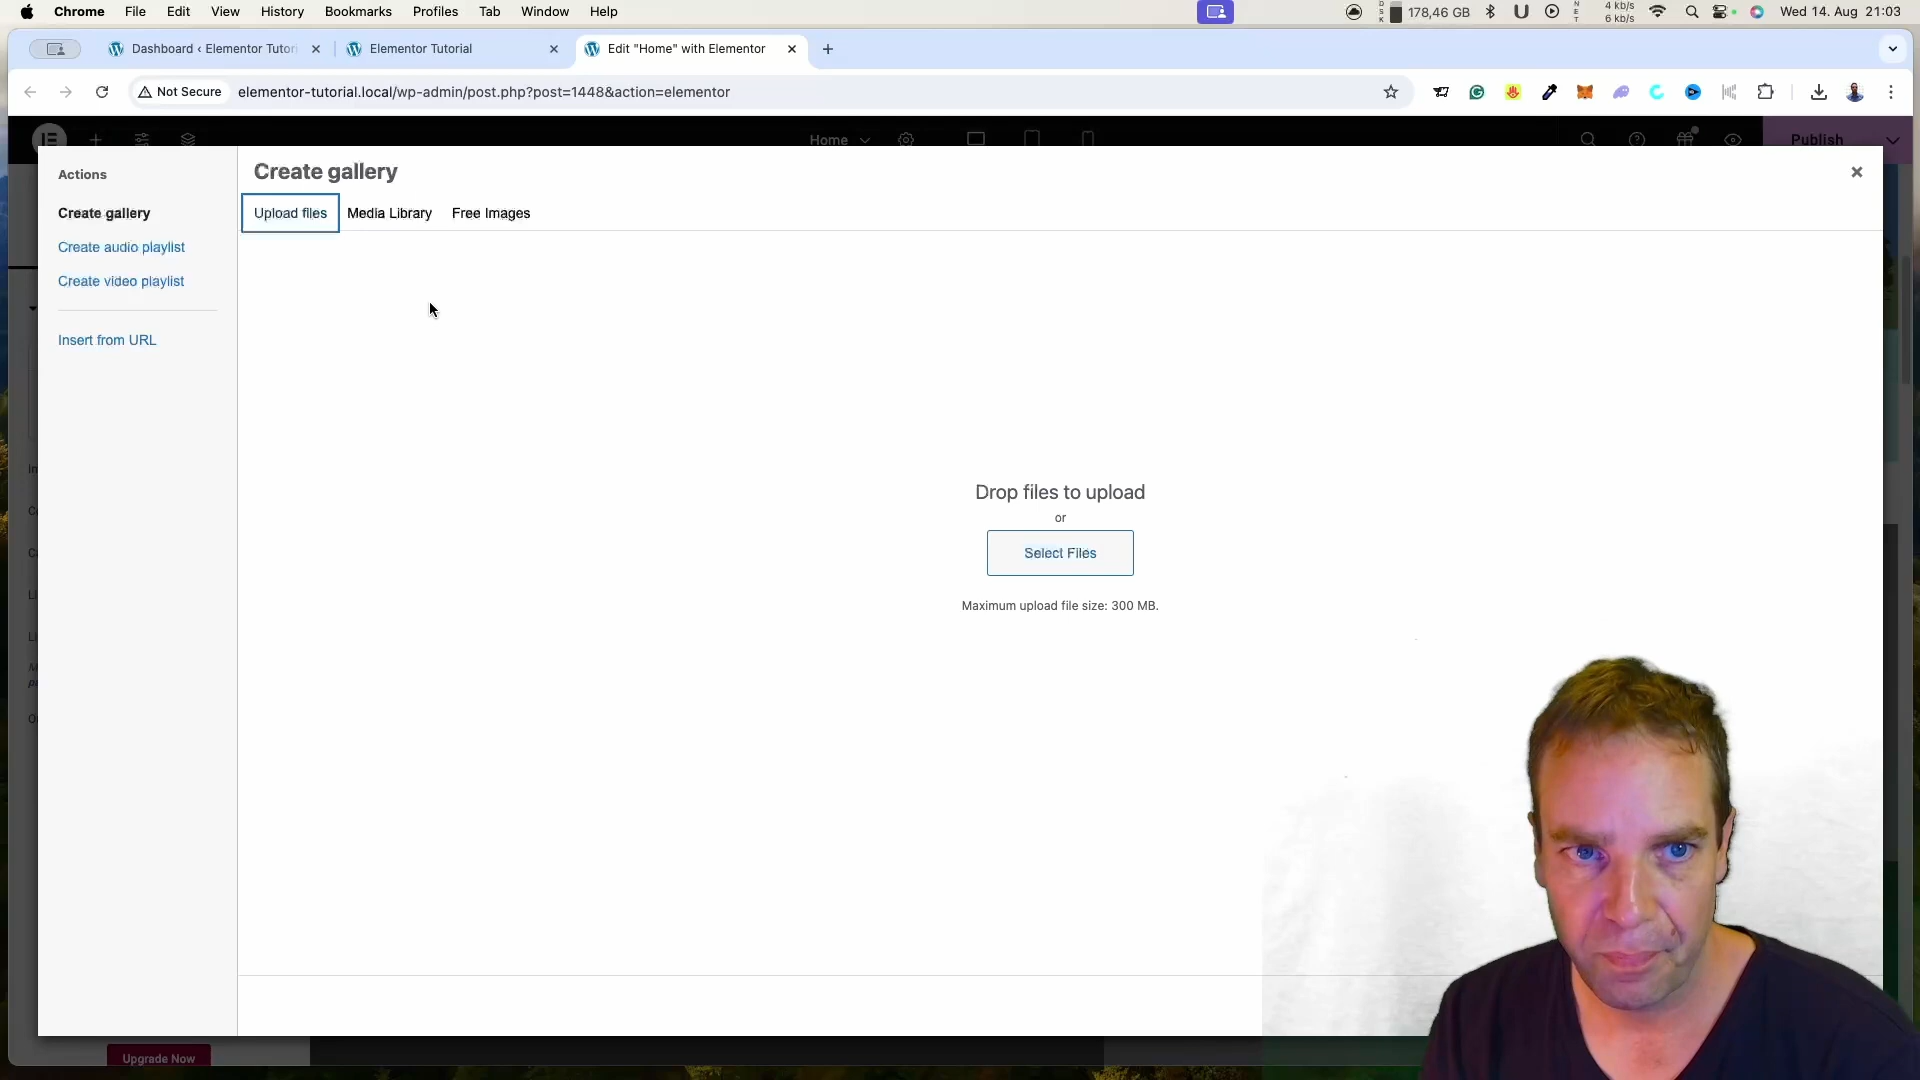 Chrome File Edit View History Bookmarks Profiles Tab Window Help
178,46 GB 4 kb/s 6 kb/s Wed 14. Aug 21:03
Dashboard ‹ Elementor Tutor
Elementor Tutorial
Edit "Home" with Elementor
Not Secure elementor-tutorial.local/wp-admin/post.php?post=1448&action=elementor
Home
Publish
Actions
Create gallery
Create audio playlist
Create video playlist
Insert from URL
Create gallery
Upload files Media Library Free Images
Drop files to upload
or
Select Files
Maximum upload file size: 300 MB.
Upgrade Now